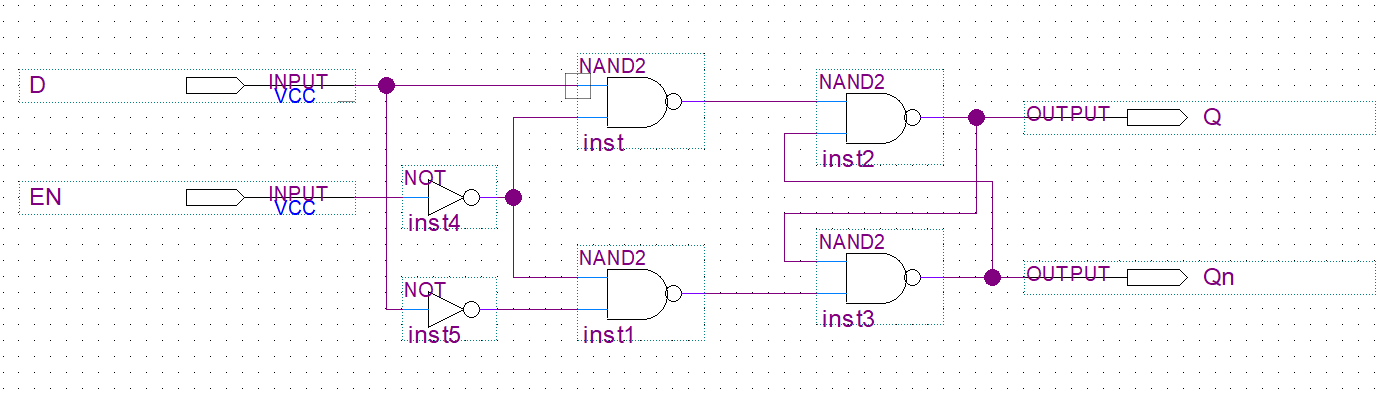 D
INPUT
VCC
NAND2
inst
NAND2
inst2
OUTPUT
Q
EN
INPUT
VCC
NOT
inst4
NOT
inst5
NAND2
inst1
NAND2
inst3
OUTPUT
Qn